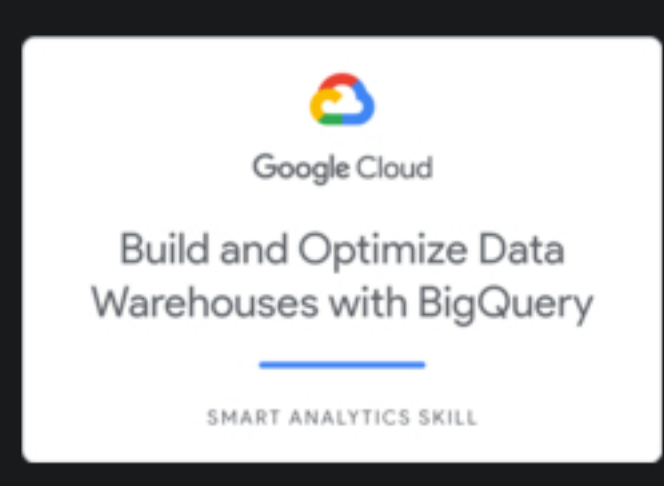 Google Cloud
Build and Optimize Data
Warehouses with BigQuery
SMART ANALYTICS SKILL